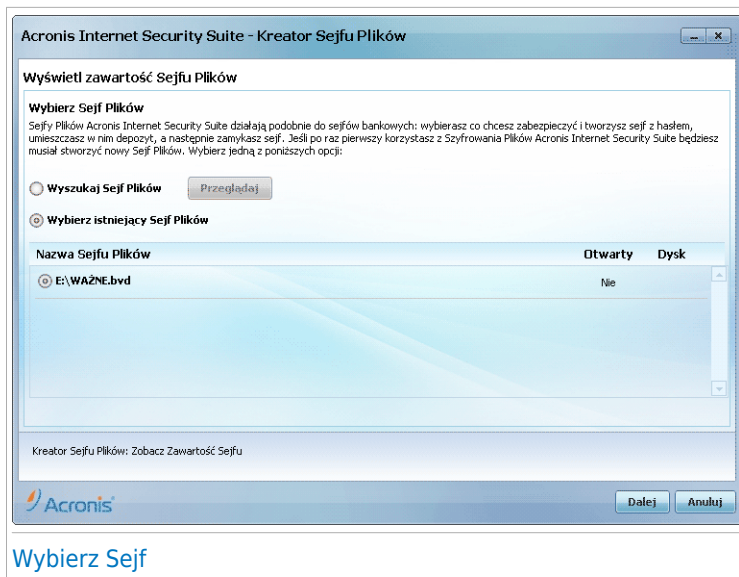 Acronis Internet Security Suite - Kreator Sejfu Plików
Wyświetl zawartość Sejfu Plików
Wybierz Sejf Plików
Sejfy Plików Acronis Internet Security Suite działają podobnie do sejfów bankowych: wybierasz co chcesz zabezpieczyć i tworzysz sejf z hasłem,
umieszczasz w nim depozyt, a następnie zamykasz sejf. Jeśli po raz pierwszy korzystasz z Szyfrowania Plików Acronis Internet Security Suite będziesz
musiał stworzyć nowy Sejf Plików. Wybierz jedną z poniższych opcji:
Wyszukaj Sejf Plików Przeglądaj
Wybierz istniejący Sejf Plików
Nazwa Sejfu Plików Otwarty Dysk
E:\WAŻNE.bvd Nie
Kreator Sejfu Plików: Zobacz Zawartość Sejfu
Acronis Dalej Anuluj
Wybierz Sejf